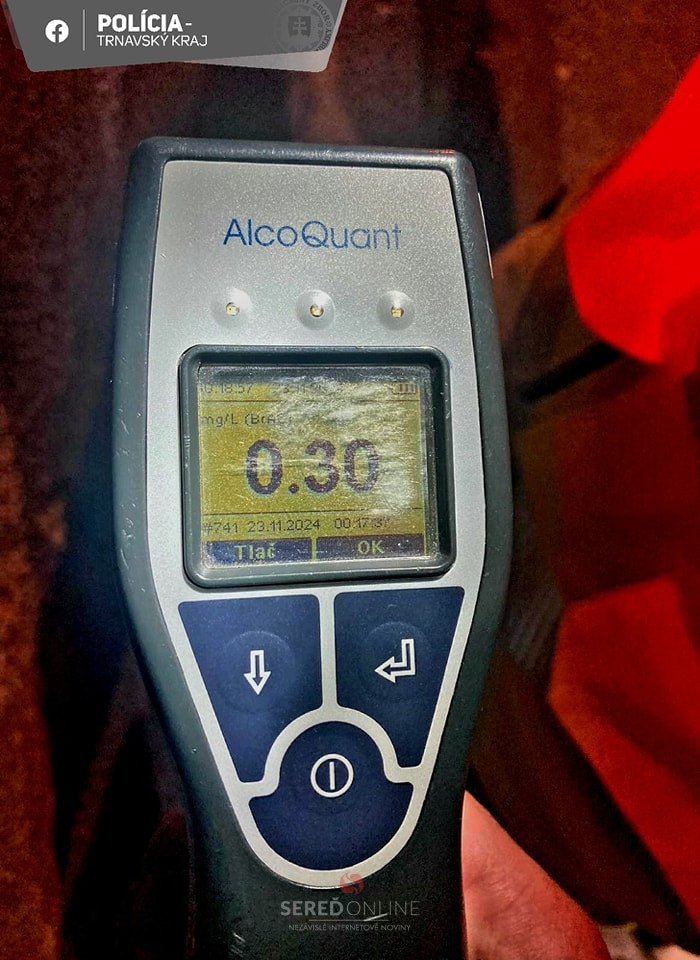 POLÍCIA-
TRNAVSKÝ KRAJ
AlcoQuant
mg/L
0.30
#741 23.11.2024 00:17:37
Tlač OK
SEREĎONLINE
NEZÁVISLÉ INTERNETOVÉ NOVINY